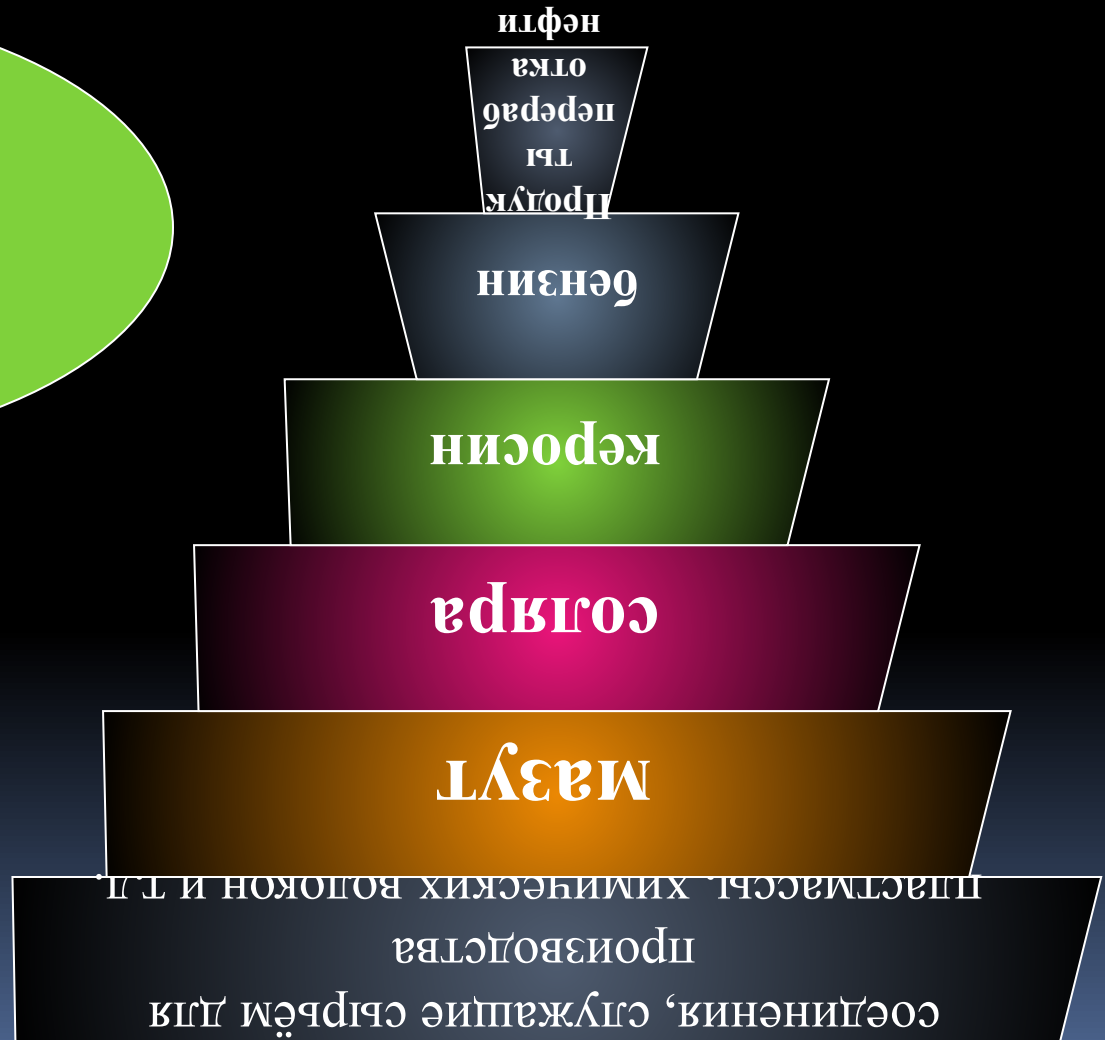 соединения, служащие сырьём для
производства
пластмассы, химических волокон и т.д.
мазут
соляра
керосин
бензин
Продук
ты
перераб
отка
нефти